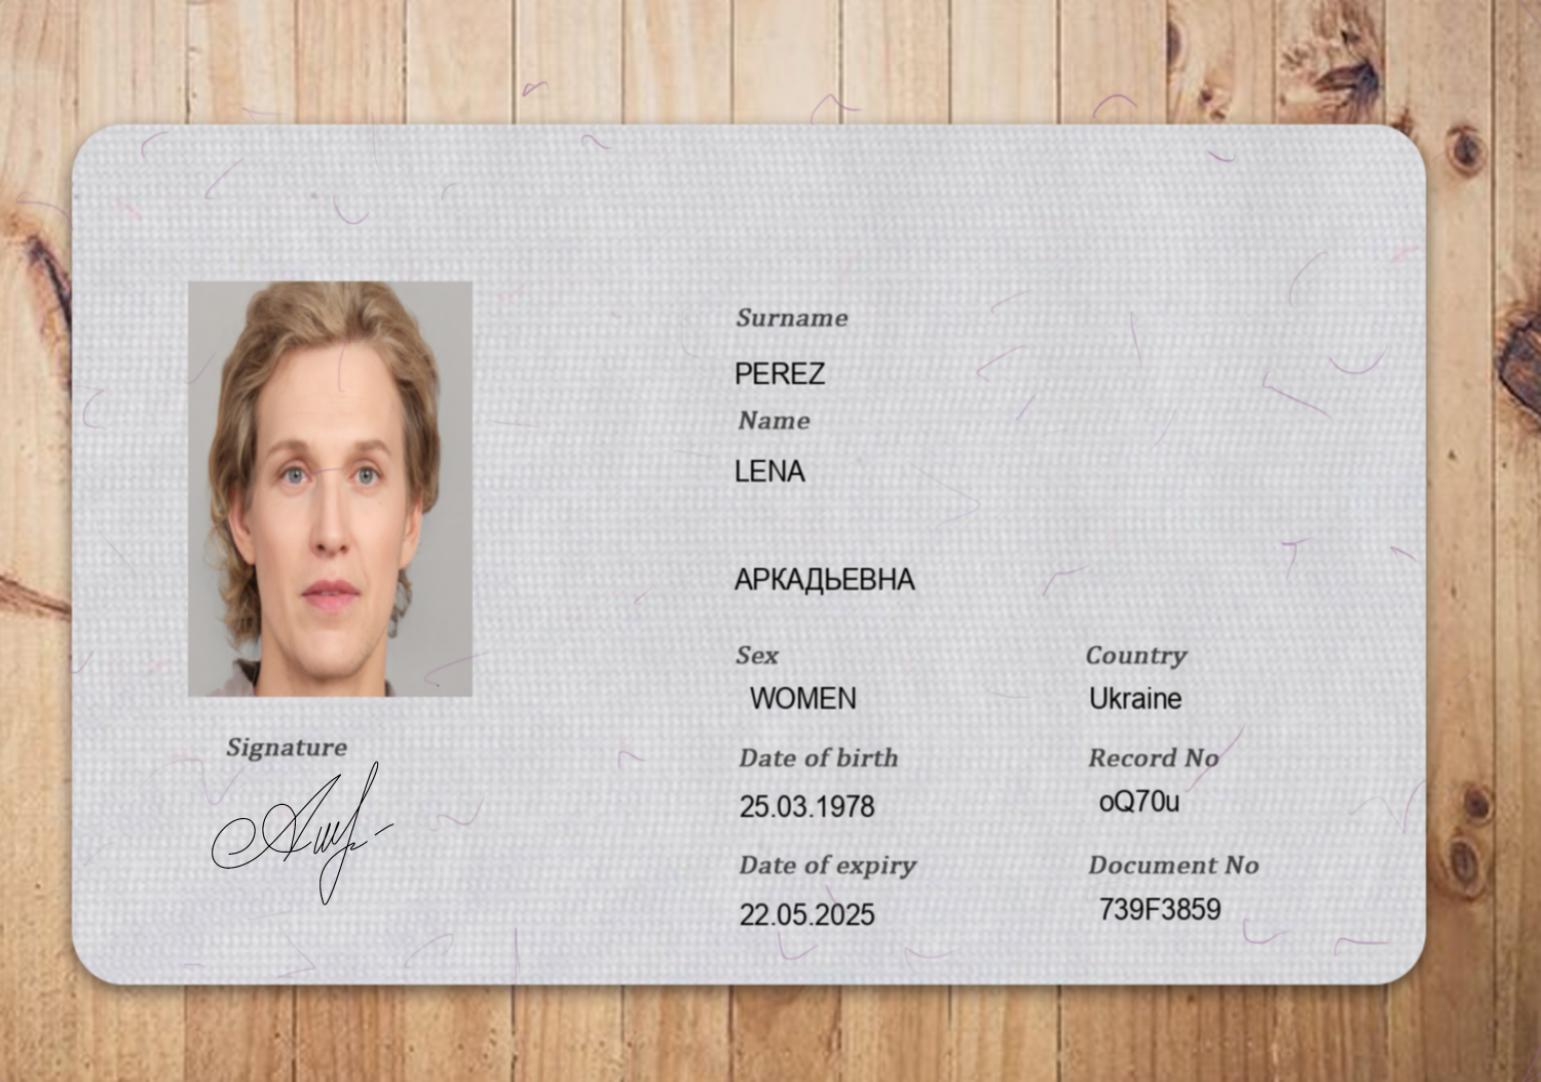 Surname
PEREZ
Name
LENA
АРКАДЬЕВНА
Sex
Country
WOMEN
Ukraine
Date of birth
Record No
25.03.1978
oQ70u
Date of expiry
Document No
22.05.2025
739F3859
Signature